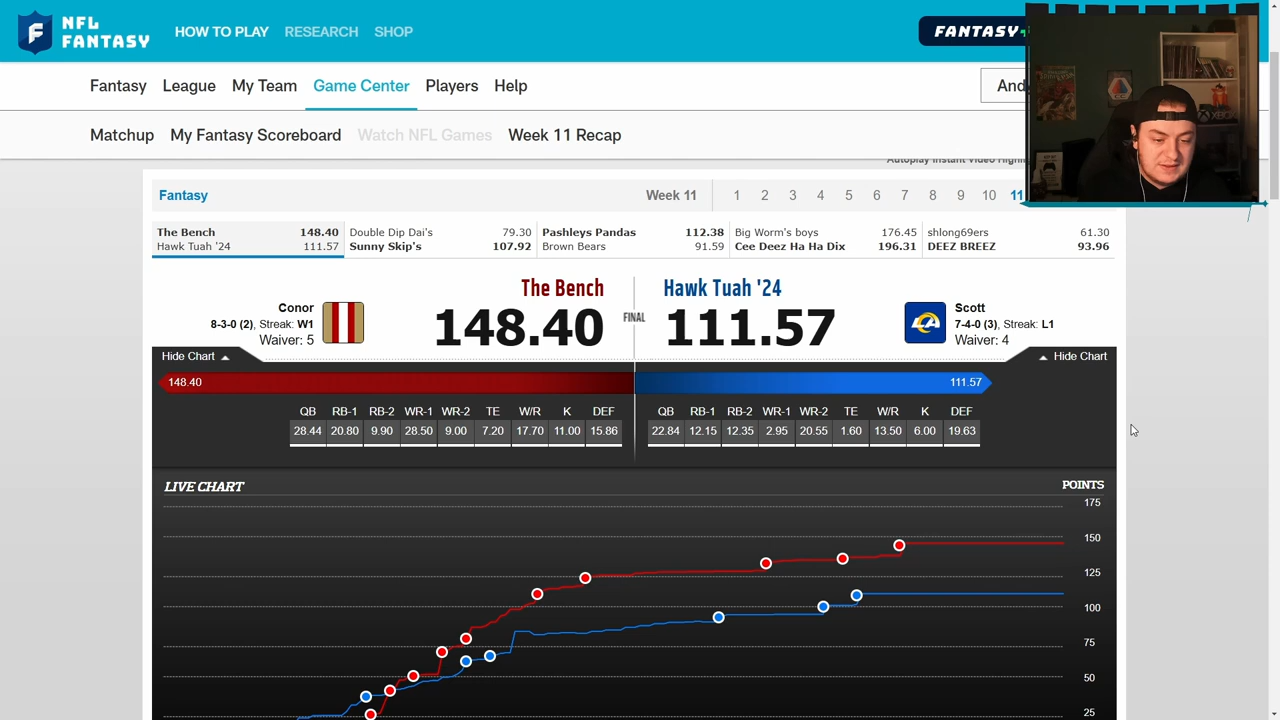 NFL
FANTASY
HOW TO PLAY
RESEARCH
SHOP
FANTASY+
Fantasy
League
My Team
Game Center
Players
Help
Matchup
My Fantasy Scoreboard
Watch NFL Games
Week 11 Recap
Autoplay Instant Video
Fantasy
Week 11 1 2 3 4 5 6 7 8 9 10 11
The Bench 148.40
Hawk Tuah '24 111.57
Double Dip Dai's 79.30
Sunny Skip's 107.92
Pashleys Pandas 112.38
Brown Bears 91.59
Big Worm's boys 176.45
Cee Deez Ha Ha Dix 196.31
shlong69ers 61.30
DEEZ BREEZ 93.96
The Bench
Hawk Tuah '24
Conor
8-3-0 (2), Streak: W1
Waiver: 5
148.40
FINAL
111.57
Scott
7-4-0 (3), Streak: L1
Waiver: 4
Hide Chart
Hide Chart
148.40
111.57
QB RB-1 RB-2 WR-1 WR-2 TE W/R K DEF
28.44 20.80 9.90 28.50 9.00 7.20 17.70 11.00 15.86
QB RB-1 RB-2 WR-1 WR-2 TE W/R K DEF
22.84 12.15 12.35 2.95 20.55 1.60 13.50 6.00 19.63
LIVE CHART
POINTS
175
150
125
100
75
50
25